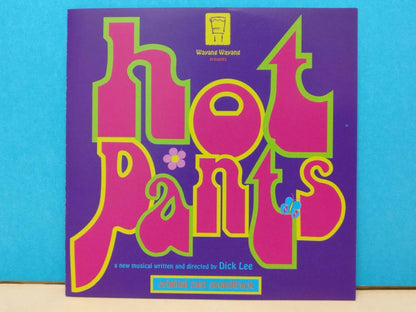 Wayang Wayang
presents
hot
pants
a new musical written and directed by Dick Lee
original cast soundtrack